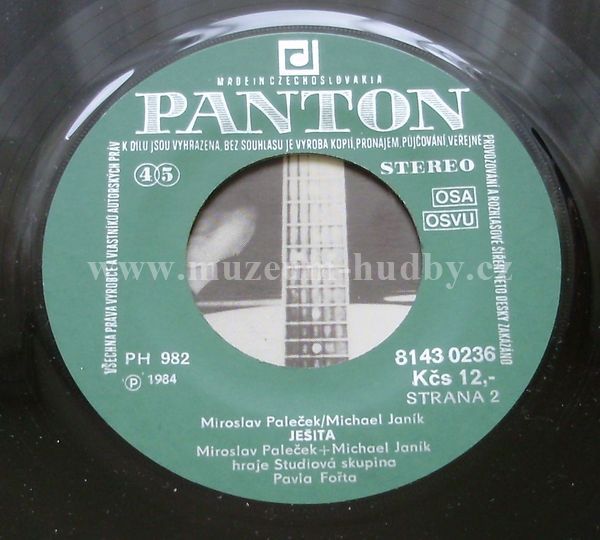 MADE IN CZECHOSLOVAKIA
PANTON
VŠECHNA PRÁVA VÝROBCE A VLASTNÍKŮ AUTORSKÝCH PRÁV K DÍLU JSOU VYHRAZENA. BEZ SOUHLASU JE VÝROBA KOPIÍ, PRONÁJEM, PŮJČOVÁNÍ, VEŘEJNÉ PROVOZOVÁNÍ A ROZHLASOVÉ ŠÍŘENÍ TÉTO DESKY ZAKÁZÁNO
STEREO
45
OSA
OSVU
www.muzeum-hudby.cz
PH 982
Ⓟ 1984
8143 0236
Kčs 12,-
STRANA 2
Miroslav Paleček/Michael Janík
JEŠITA
Miroslav Paleček+Michael Janík
hraje Studiová skupina
Pavla Fořta